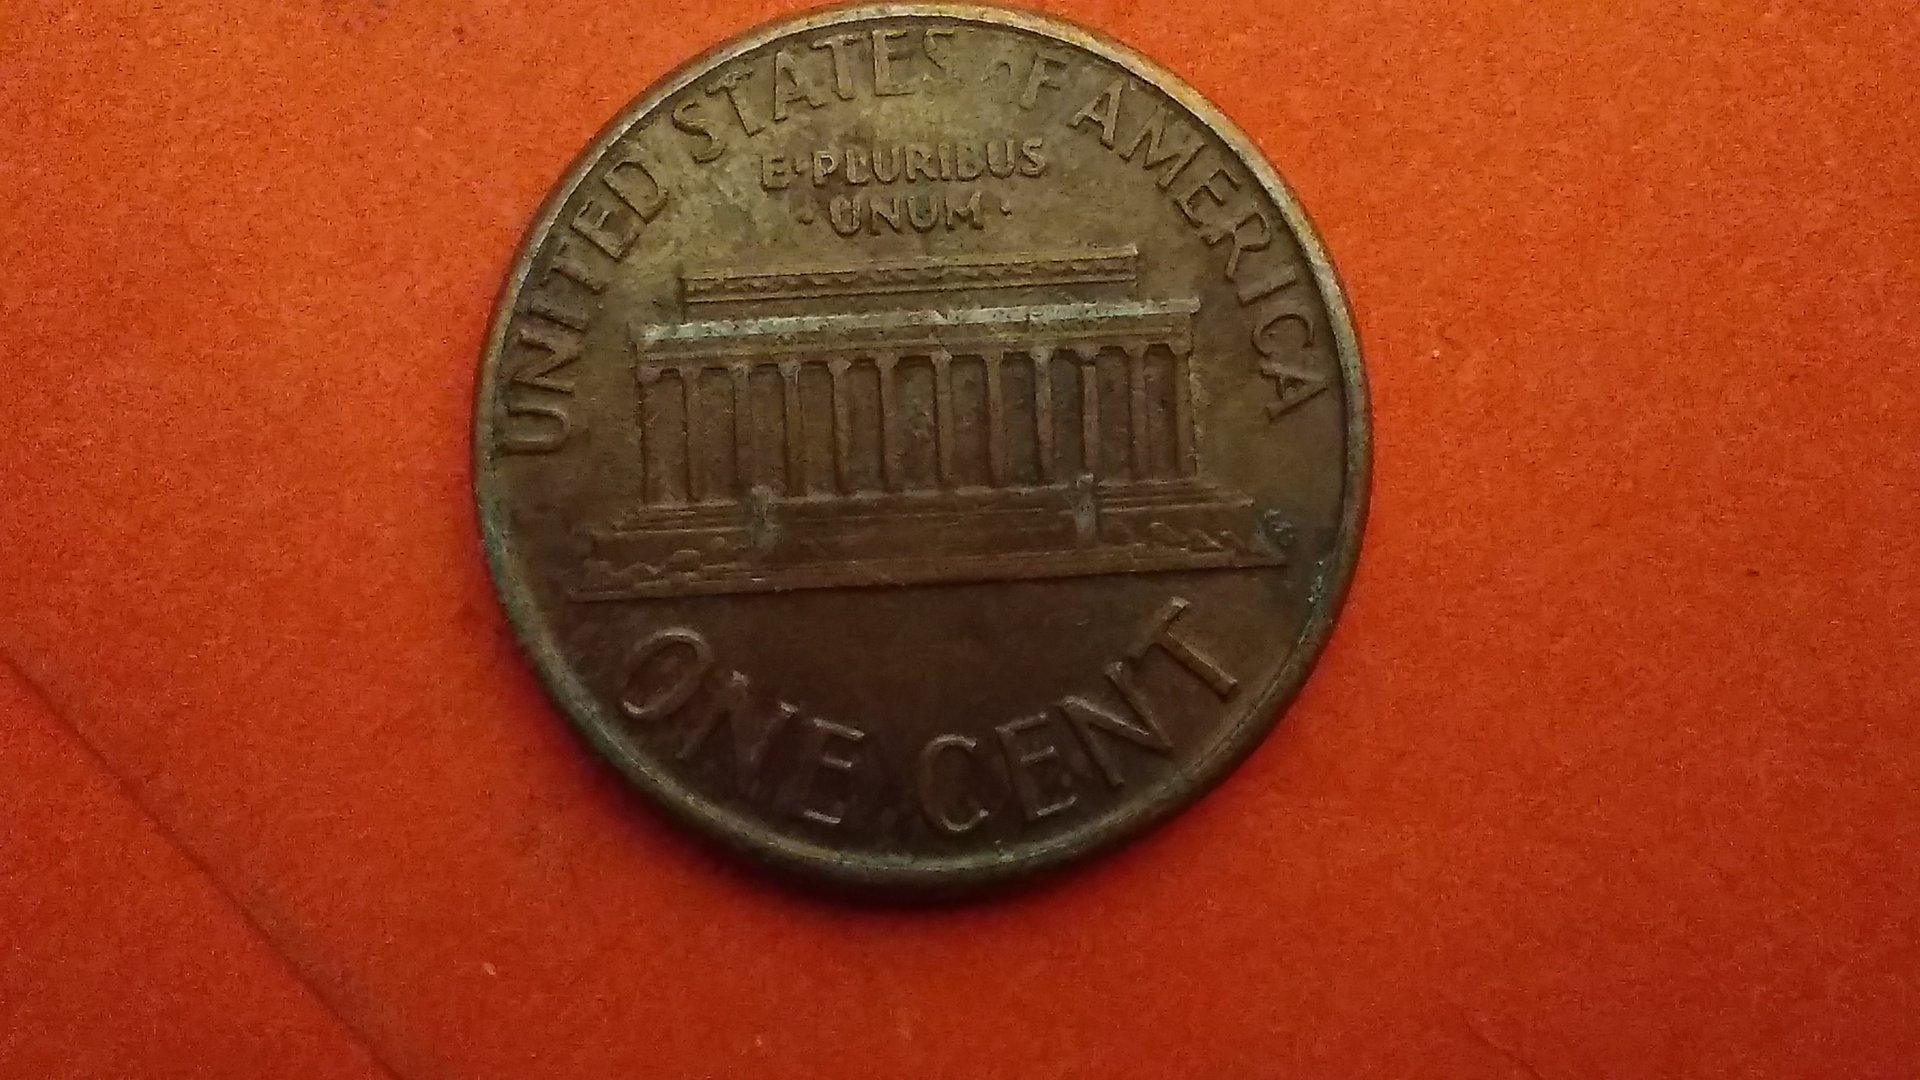 UNITED STATES OF AMERICA
E·PLURIBUS
·UNUM·
ONE CENT